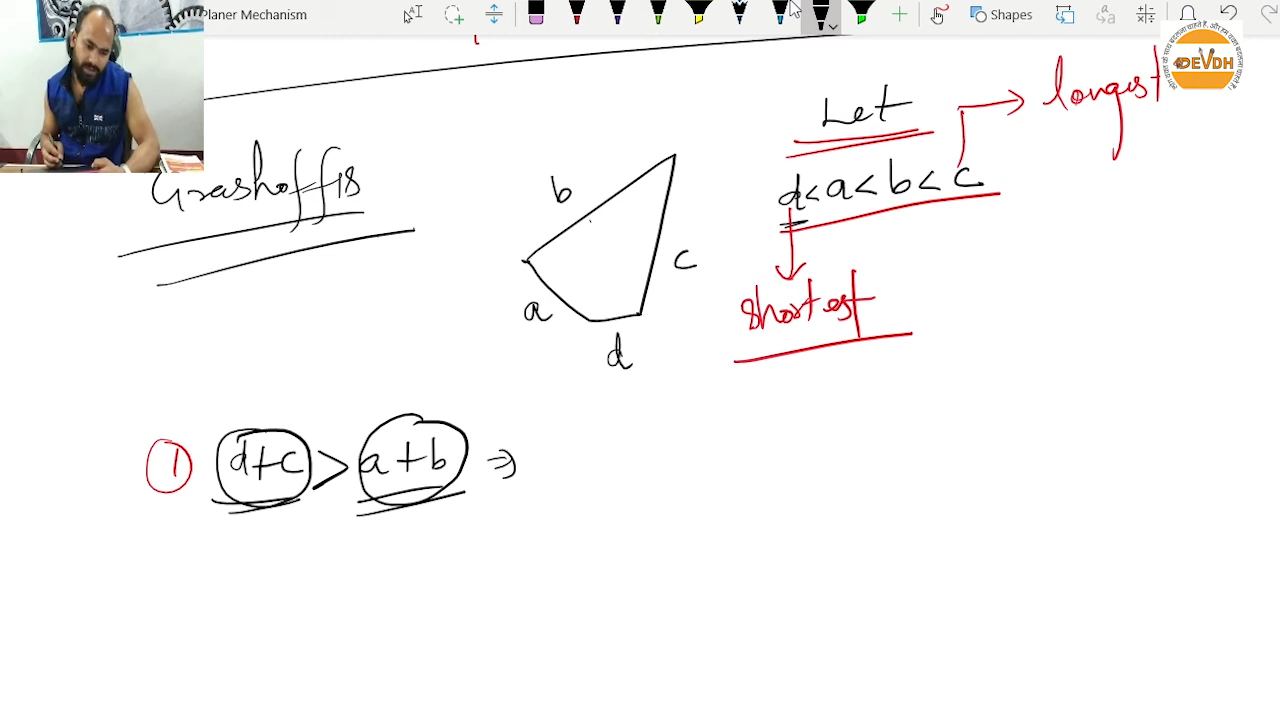 Planer Mechanism
Shapes
DEVDH
Let
longest
Grashoff's
d < a < b < c
b
c
a
d
shortest
① d+c > a+b ⇒